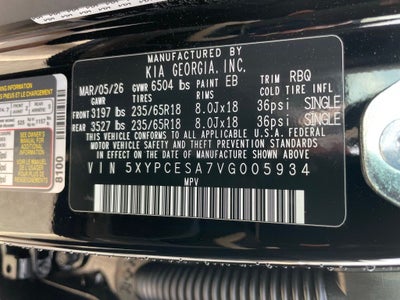 MANUFACTURED BY
KIA GEORGIA, INC.
MAR/05/26 GVWR 6504 lbs PAINT EB TRIM RBQ
GAWR TIRES RIMS COLD TIRE INFL
FRONT 3197 lbs 235/65R18 8.0Jx18 36psi SINGLE
REAR 3527 lbs 235/65R18 8.0Jx18 36psi SINGLE
THIS VEHICLE CONFORMS TO ALL APPLICABLE U.S.A. FEDERAL
MOTOR VEHICLE SAFETY, BUMPER, AND THEFT PREVENTION
STANDARDS IN EFFECT ON THE DATE OF MANUFACTURE SHOWN ABOVE.
VIN 5XYPCESA7VG005934
MPV
8100